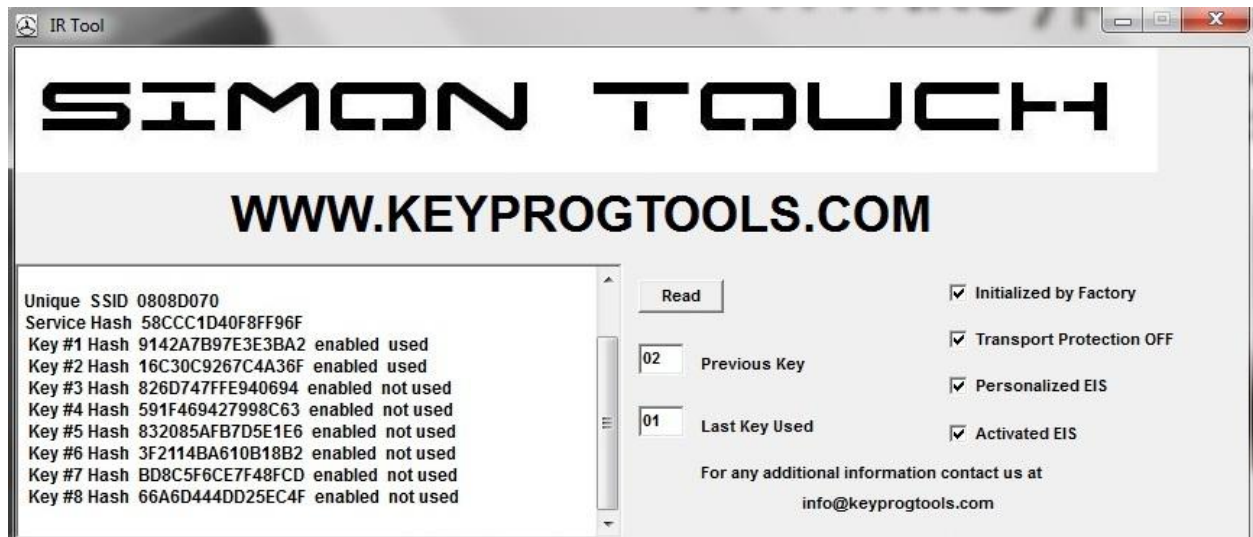 IR Tool
SIMON TOUCH
WWW.KEYPROGTOOLS.COM
Unique SSID 0808D070
Service Hash 58CCC1D40F8FF96F
Key #1 Hash 9142A7B97E3E3BA2 enabled used
Key #2 Hash 16C30C9267C4A36F enabled used
Key #3 Hash 826D747FFE940694 enabled not used
Key #4 Hash 591F469427998C63 enabled not used
Key #5 Hash 832085AFB7D5E1E6 enabled not used
Key #6 Hash 3F2114BA610B18B2 enabled not used
Key #7 Hash BD8C5F6CE7F48FCD enabled not used
Key #8 Hash 66A6D444DD25EC4F enabled not used
Read
02 Previous Key
01 Last Key Used
Initialized by Factory
Transport Protection OFF
Personalized EIS
Activated EIS
For any additional information contact us at
info@keyprogtools.com